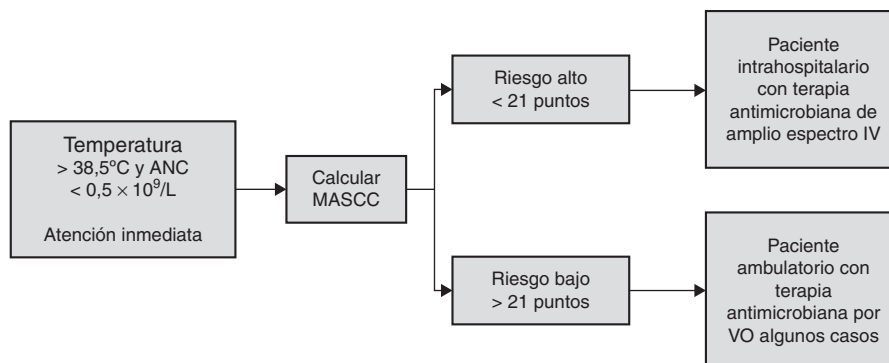 Temperatura
> 38,5ºC y ANC
< 0,5 × 10⁹/L
Atención inmediata
Calcular
MASCC
Riesgo alto
< 21 puntos
Paciente
intrahospitalario
con terapia
antimicrobiana de
amplio espectro IV
Riesgo bajo
> 21 puntos
Paciente
ambulatorio con
terapia
antimicrobiana por
VO algunos casos